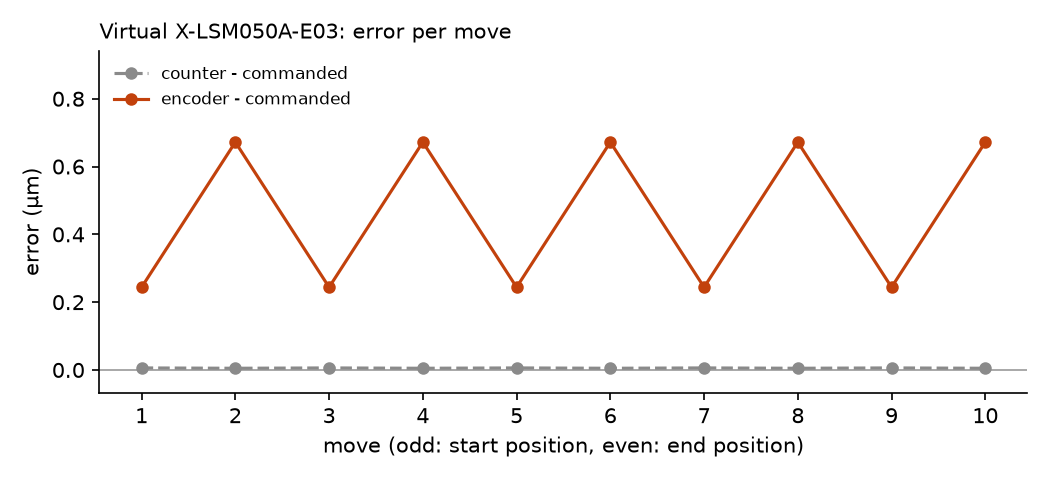 Virtual X-LSM050A-E03: error per move
counter - commanded
encoder - commanded
error (µm)
0.8
0.6
0.4
0.2
0.0
1 2 3 4 5 6 7 8 9 10
move (odd: start position, even: end position)